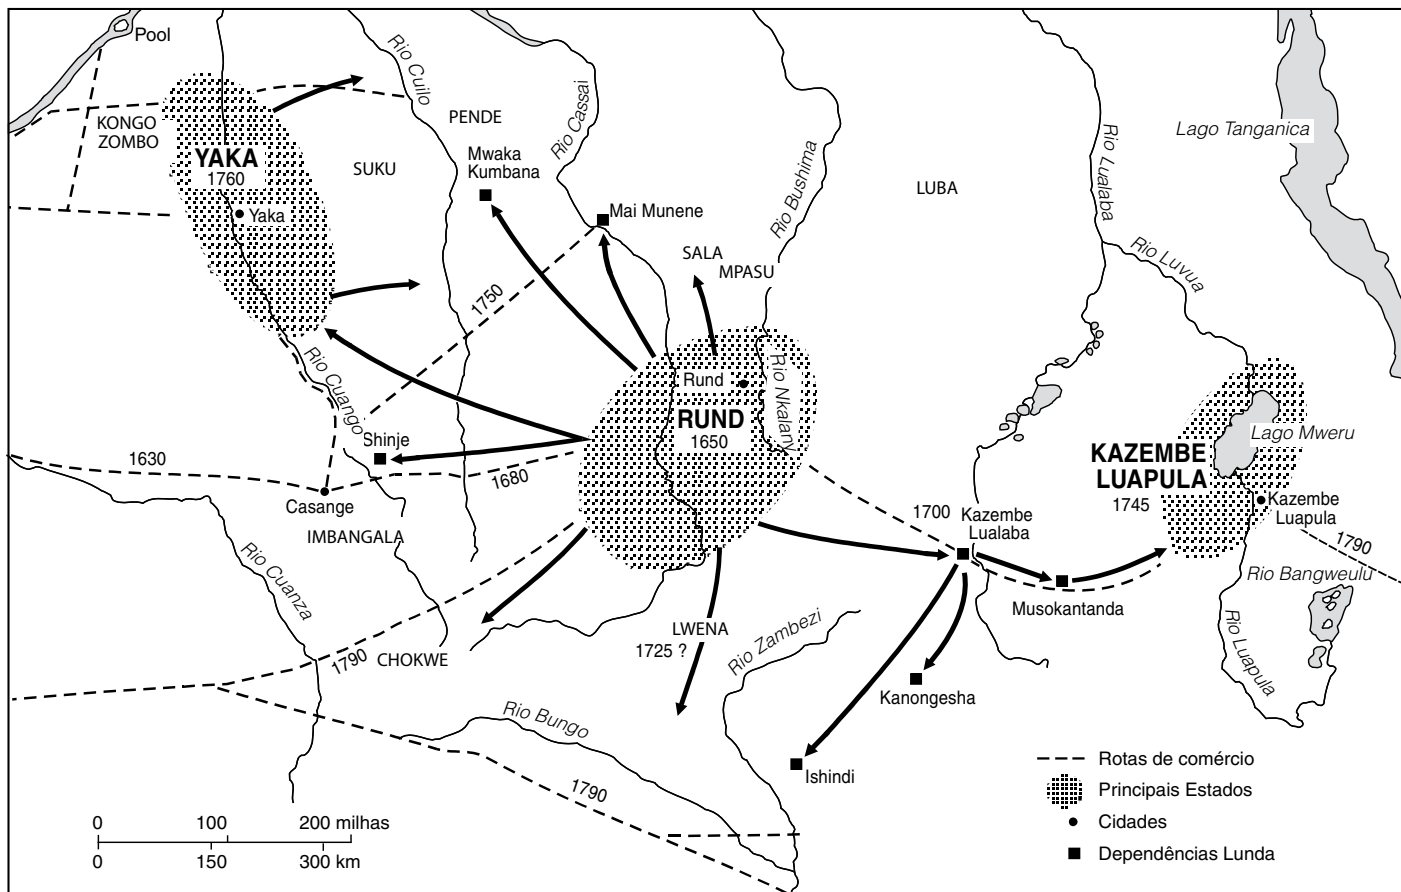 Pool
Rio Cuilo
Rio Cassai
KONGO
ZOMBO
PENDE
YAKA
1760
SUKU
Mwaka
Kumbana
Yaka
Mai Munene
Rio Bushima
SALA
MPASU
LUBA
Rio Lualaba
Lago Tanganica
Rio Luvua
1750
Rio Cuango
Rund
RUND
1650
Rio Nkalany
Shinje
1630
1680
Casange
IMBANGALA
Rio Cuanza
1700
Kazembe
Lualaba
KAZEMBE
LUAPULA
1745
Lago Mweru
Kazembe
Luapula
1790
Rio Bangweulu
Musokantanda
Rio Luapula
LWENA
1725 ?
Rio Zambezi
1790
CHOKWE
Kanongesha
Rio Bungo
Ishindi
1790
Rotas de comércio
Principais Estados
Cidades
Dependências Lunda
0 100 200 milhas
0 150 300 km